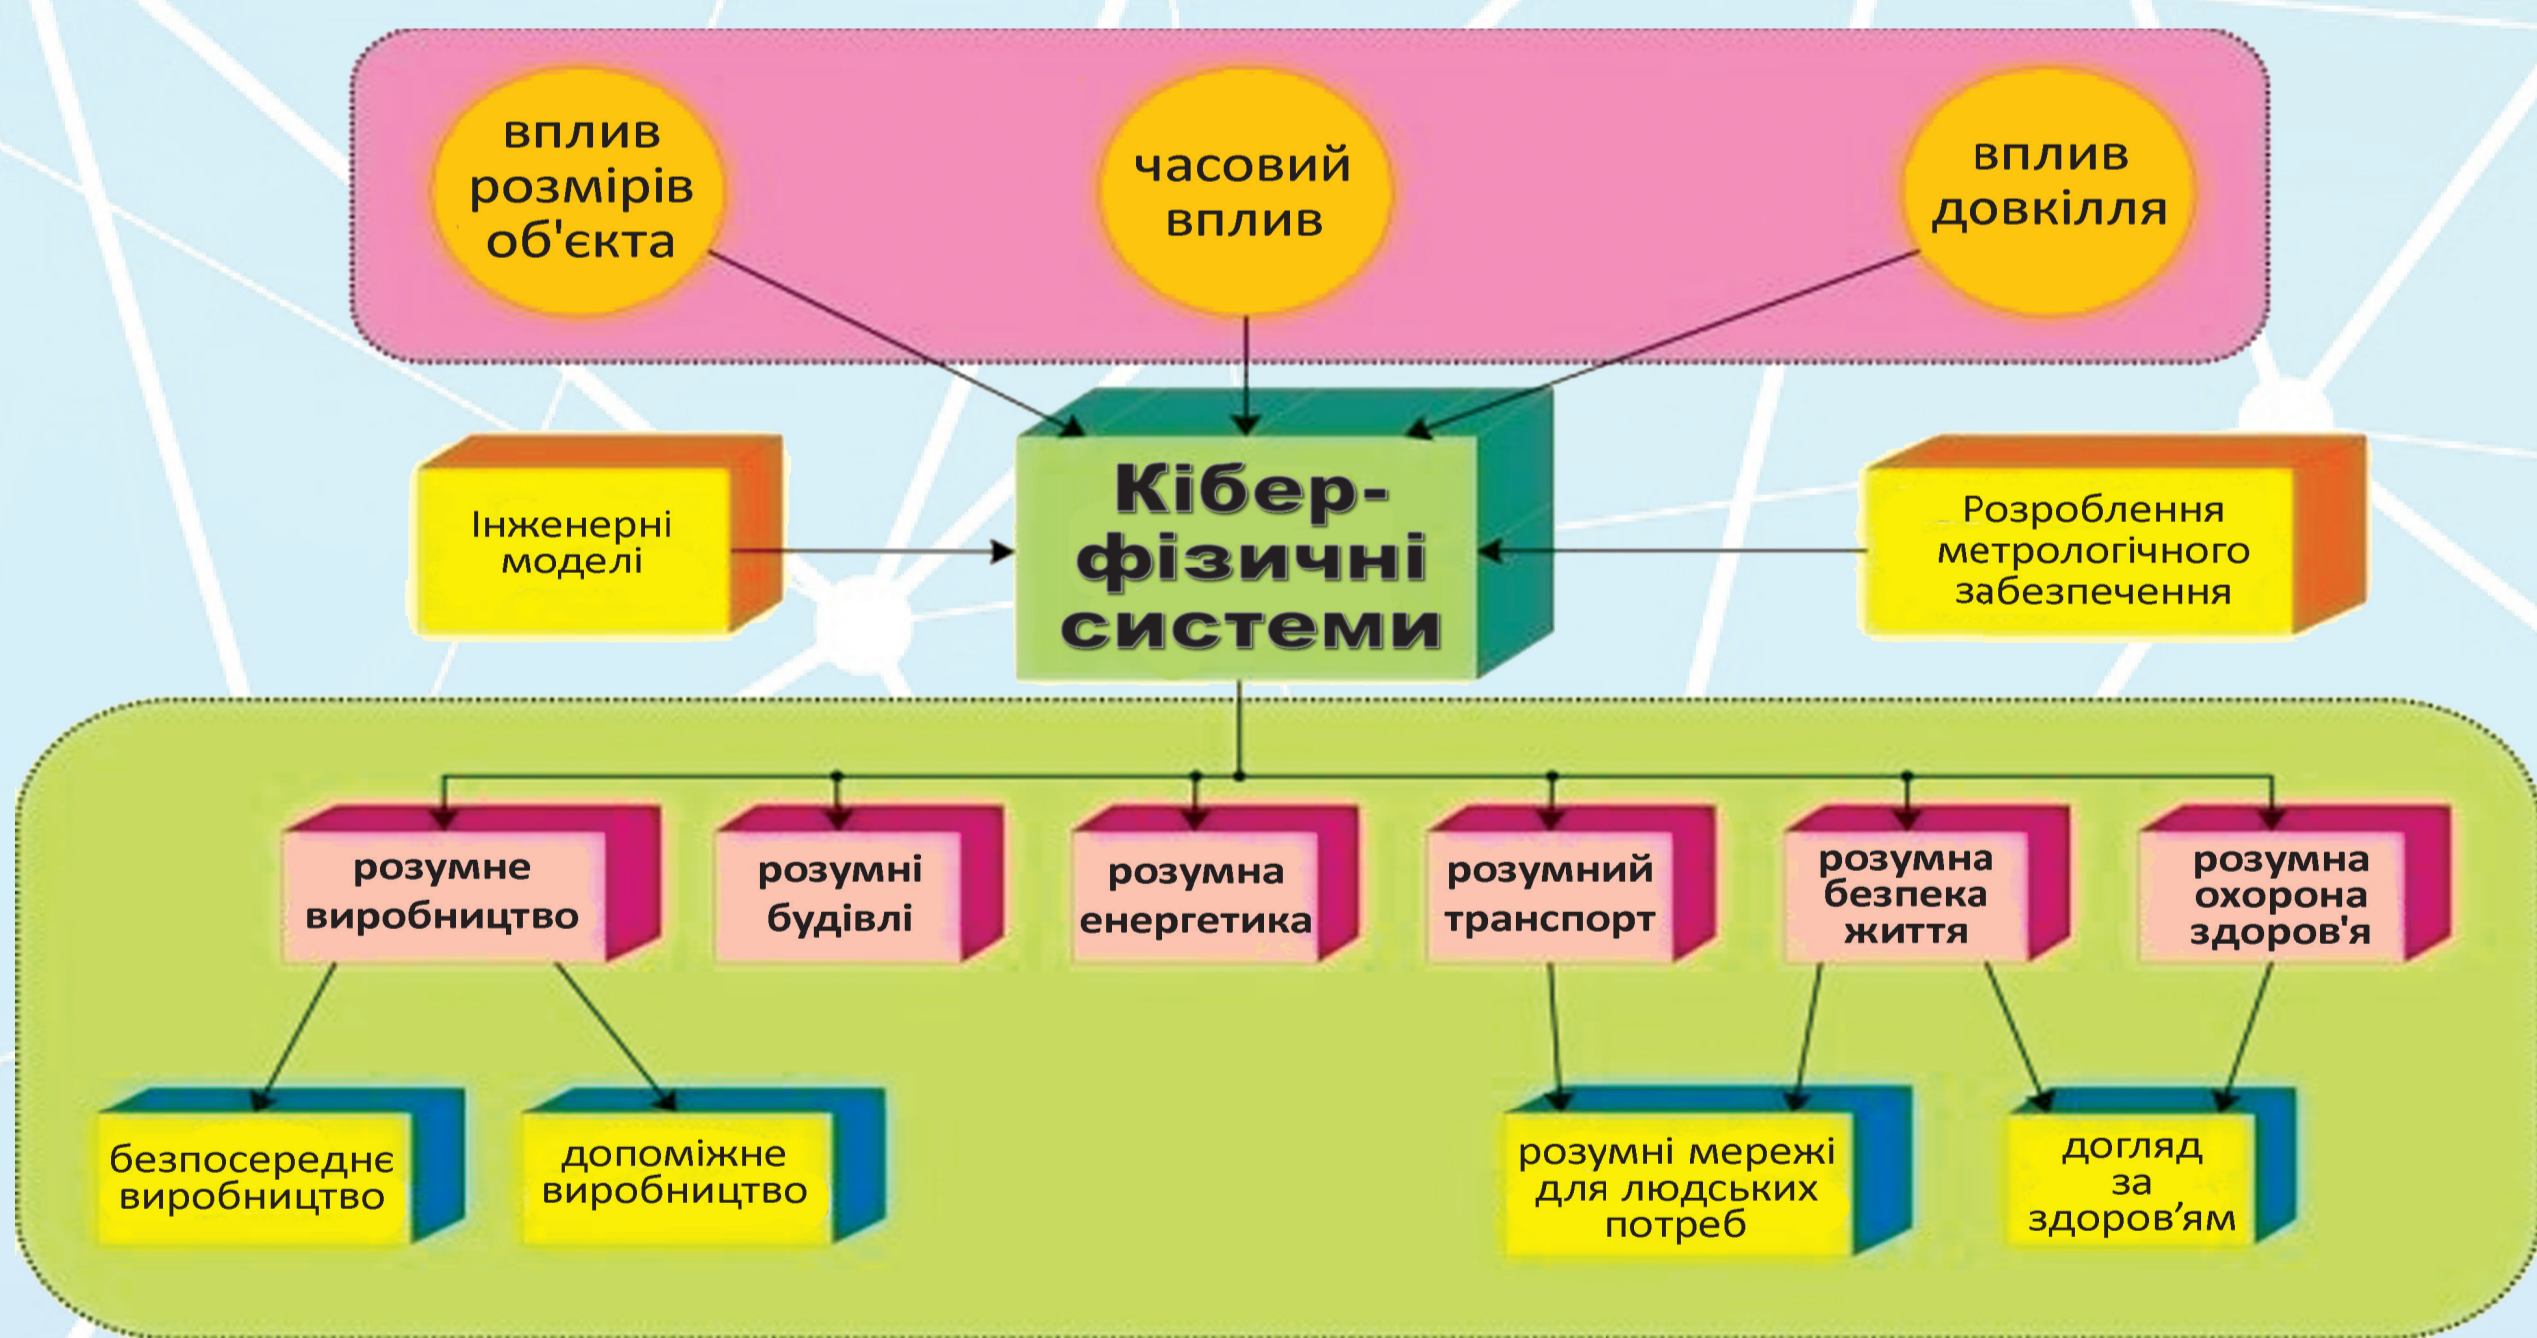 вплив
розмірів
об'єкта
часовий
вплив
вплив
довкілля
Інженерні
моделі
Кібер-
фізичні
системи
Розроблення
метрологічного
забезпечення
розумне
виробництво
розумні
будівлі
розумна
енергетика
розумний
транспорт
розумна
безпека
життя
розумна
охорона
здоров'я
безпосереднє
виробництво
допоміжне
виробництво
розумні мережі
для людських
потреб
догляд
за
здоров’ям